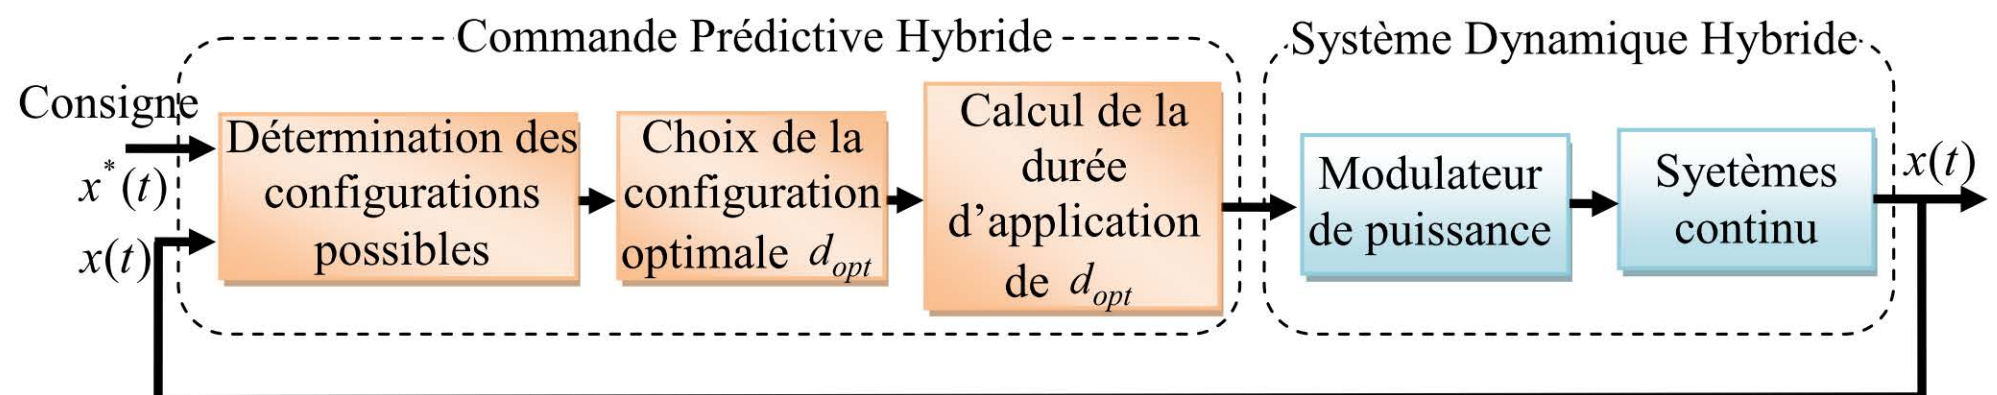 Commande Prédictive Hybride
Système Dynamique Hybride
Consigne
x*(t)
x(t)
Détermination des
configurations
possibles
Choix de la
configuration
optimale d_opt
Calcul de la
durée
d’application
de d_opt
Modulateur
de puissance
Syetèmes
continu
x(t)